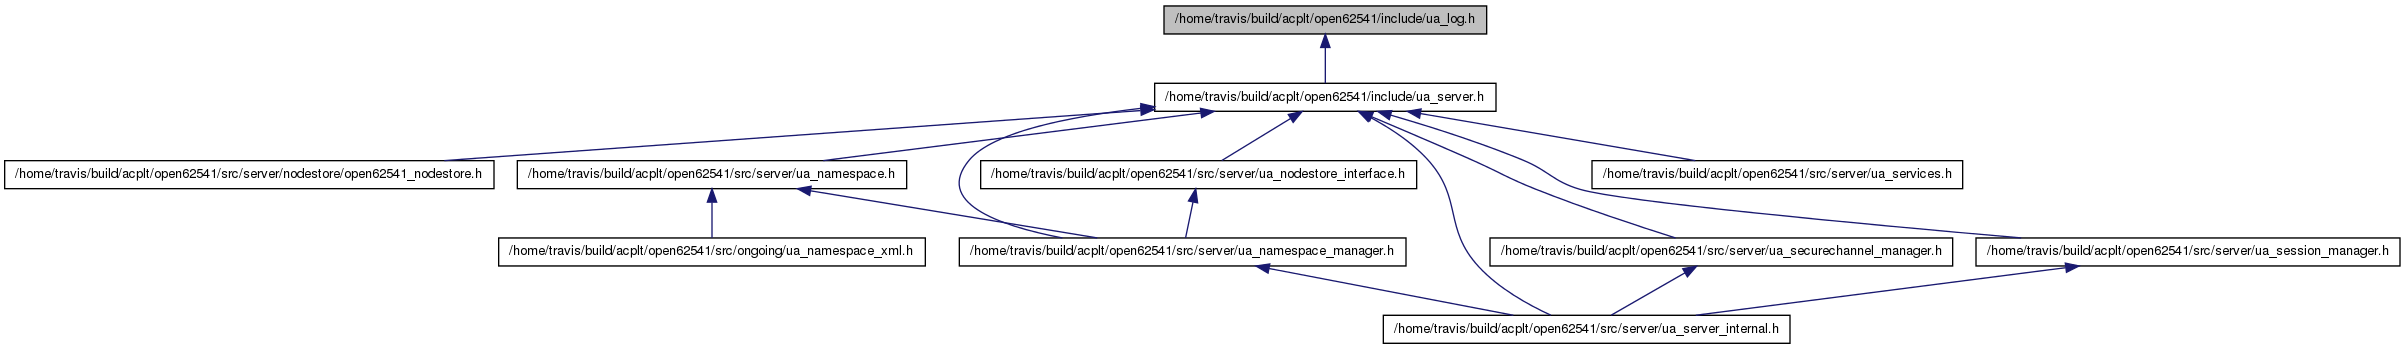 /home/travis/build/acplt/open62541/include/ua_log.h
/home/travis/build/acplt/open62541/include/ua_server.h
/home/travis/build/acplt/open62541/src/server/nodestore/open62541_nodestore.h
/home/travis/build/acplt/open62541/src/server/ua_namespace.h
/home/travis/build/acplt/open62541/src/server/ua_nodestore_interface.h
/home/travis/build/acplt/open62541/src/server/ua_services.h
/home/travis/build/acplt/open62541/src/ongoing/ua_namespace_xml.h
/home/travis/build/acplt/open62541/src/server/ua_namespace_manager.h
/home/travis/build/acplt/open62541/src/server/ua_securechannel_manager.h
/home/travis/build/acplt/open62541/src/server/ua_session_manager.h
/home/travis/build/acplt/open62541/src/server/ua_server_internal.h